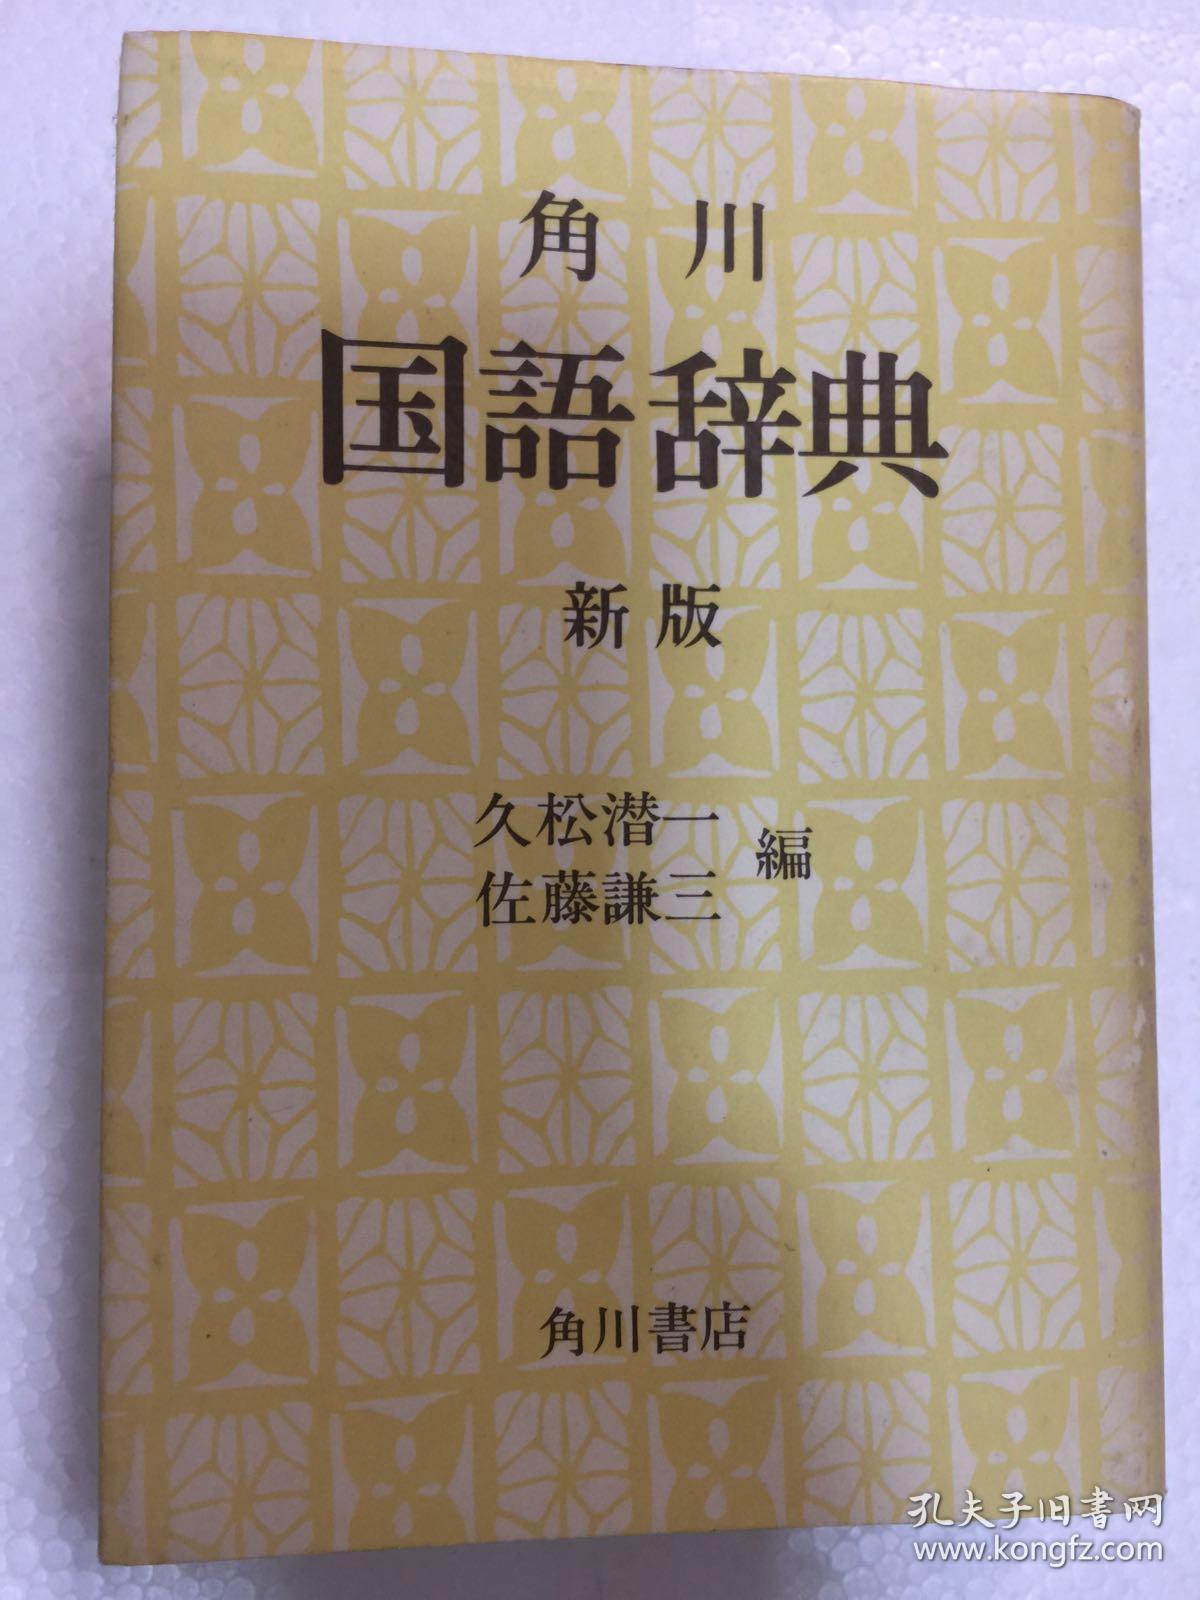 角川
国語辞典
新版
久松潜一
佐藤謙三
編
角川書店
孔夫子旧书网
www.kongfz.com